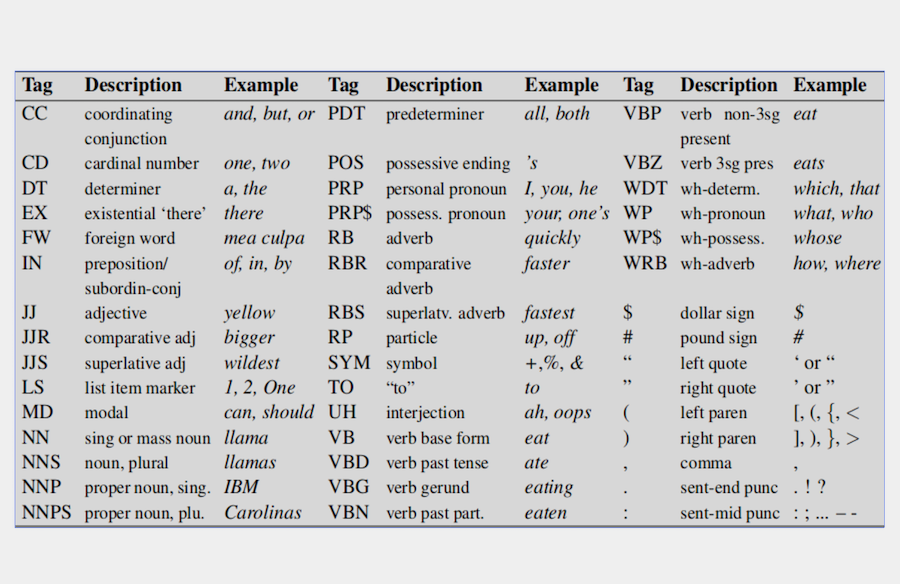 Tag Description Example Tag Description Example Tag Description Example
CC coordinating conjunction and, but, or PDT predeterminer all, both VBP verb non-3sg present eat
CD cardinal number one, two POS possessive ending ’s VBZ verb 3sg pres eats
DT determiner a, the PRP personal pronoun I, you, he WDT wh-determ. which, that
EX existential ‘there’ there PRP$ possess. pronoun your, one’s WP wh-pronoun what, who
FW foreign word mea culpa RB adverb quickly WP$ wh-possess. whose
IN preposition/ subordin-conj of, in, by RBR comparative adverb faster WRB wh-adverb how, where
JJ adjective yellow RBS superlatv. adverb fastest $ dollar sign $
JJR comparative adj bigger RP particle up, off # pound sign #
JJS superlative adj wildest SYM symbol +,%, & “ left quote ‘ or “
LS list item marker 1, 2, One TO “to” to ” right quote ’ or ”
MD modal can, should UH interjection ah, oops ( left paren [, (, {, <
NN sing or mass noun llama VB verb base form eat ) right paren ], ), }, >
NNS noun, plural llamas VBD verb past tense ate , comma ,
NNP proper noun, sing. IBM VBG verb gerund eating . sent-end punc . ! ?
NNPS proper noun, plu. Carolinas VBN verb past part. eaten : sent-mid punc : ; ... – -